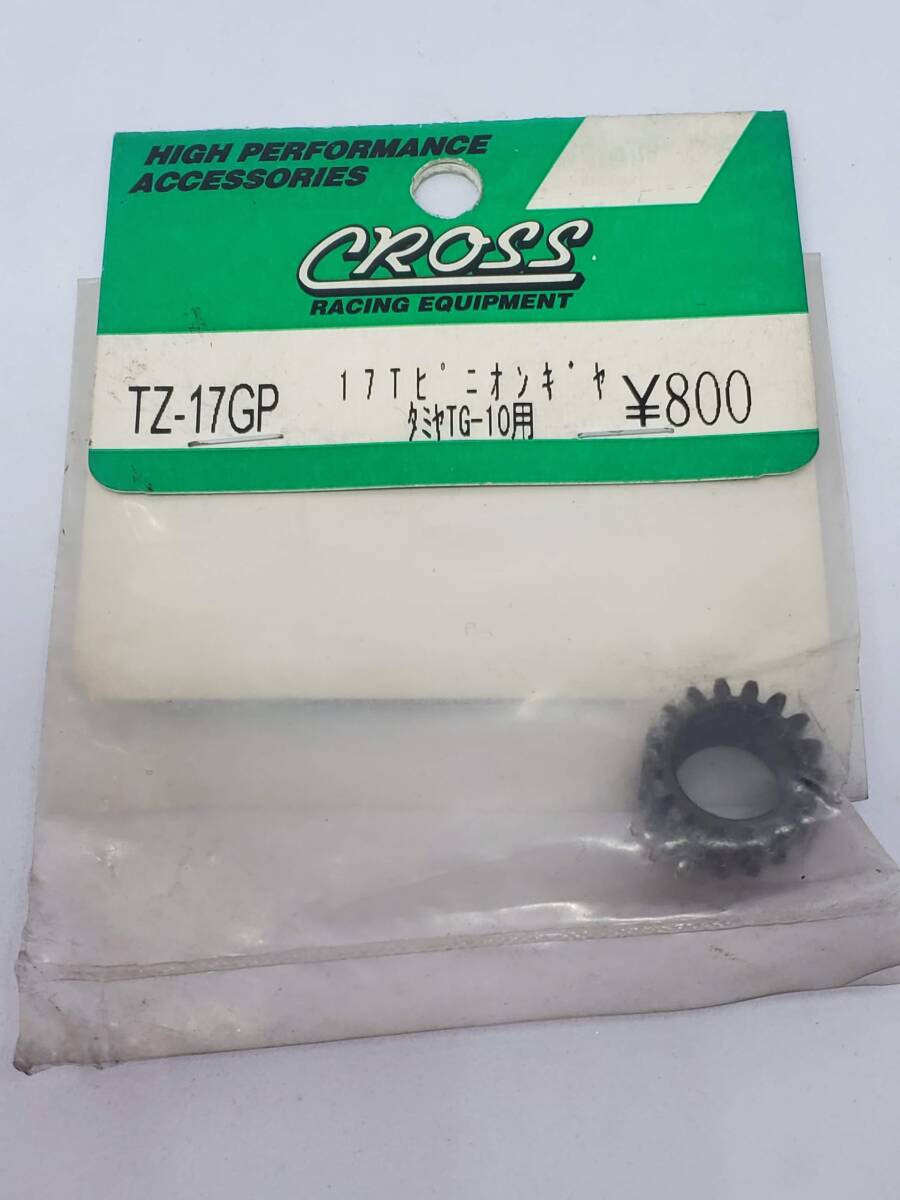 HIGH PERFORMANCE
ACCESSORIES
CROSS
RACING EQUIPMENT
TZ-17GP
17Tﾋﾟﾆｵﾝｷﾞﾔ
ﾀﾐﾔTG-10用
¥800